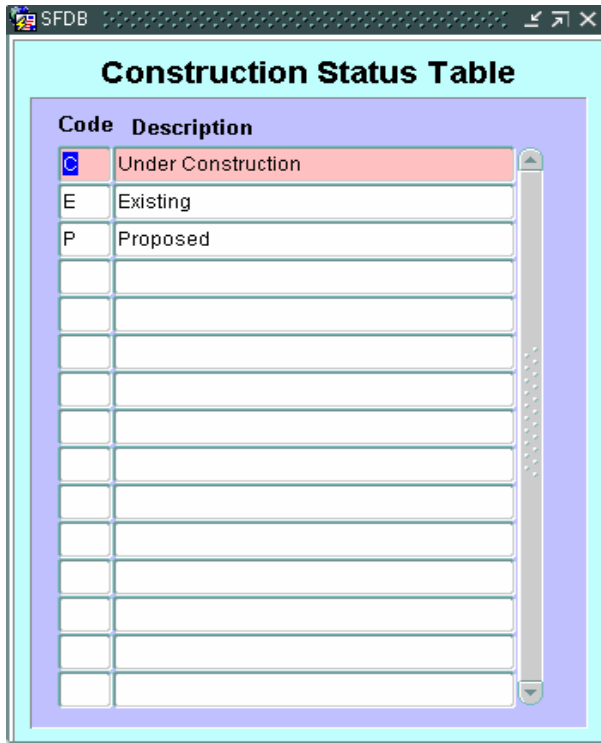 SFDB
Construction Status Table
Code Description
C Under Construction
E Existing
P Proposed